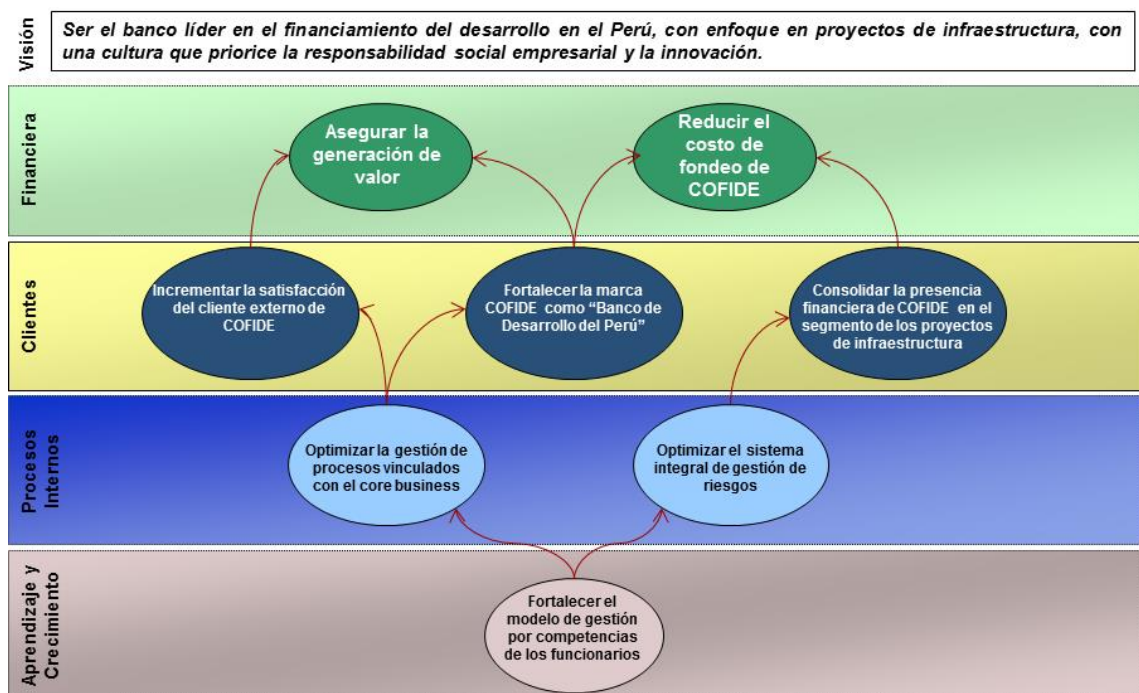 Visión
Ser el banco líder en el financiamiento del desarrollo en el Perú, con enfoque en proyectos de infraestructura, con
una cultura que priorice la responsabilidad social empresarial y la innovación.
Financiera
Asegurar la
generación de
valor
Reducir el
costo de
fondeo de
COFIDE
Clientes
Incrementar la satisfacción
del cliente externo de
COFIDE
Fortalecer la marca
COFIDE como “Banco de
Desarrollo del Perú”
Consolidar la presencia
financiera de COFIDE en el
segmento de los proyectos
de infraestructura
Procesos
Internos
Optimizar la gestión de
procesos vinculados
con el core business
Optimizar el sistema
integral de gestión de
riesgos
Aprendizaje y
Crecimiento
Fortalecer el
modelo de gestión
por competencias
de los funcionarios